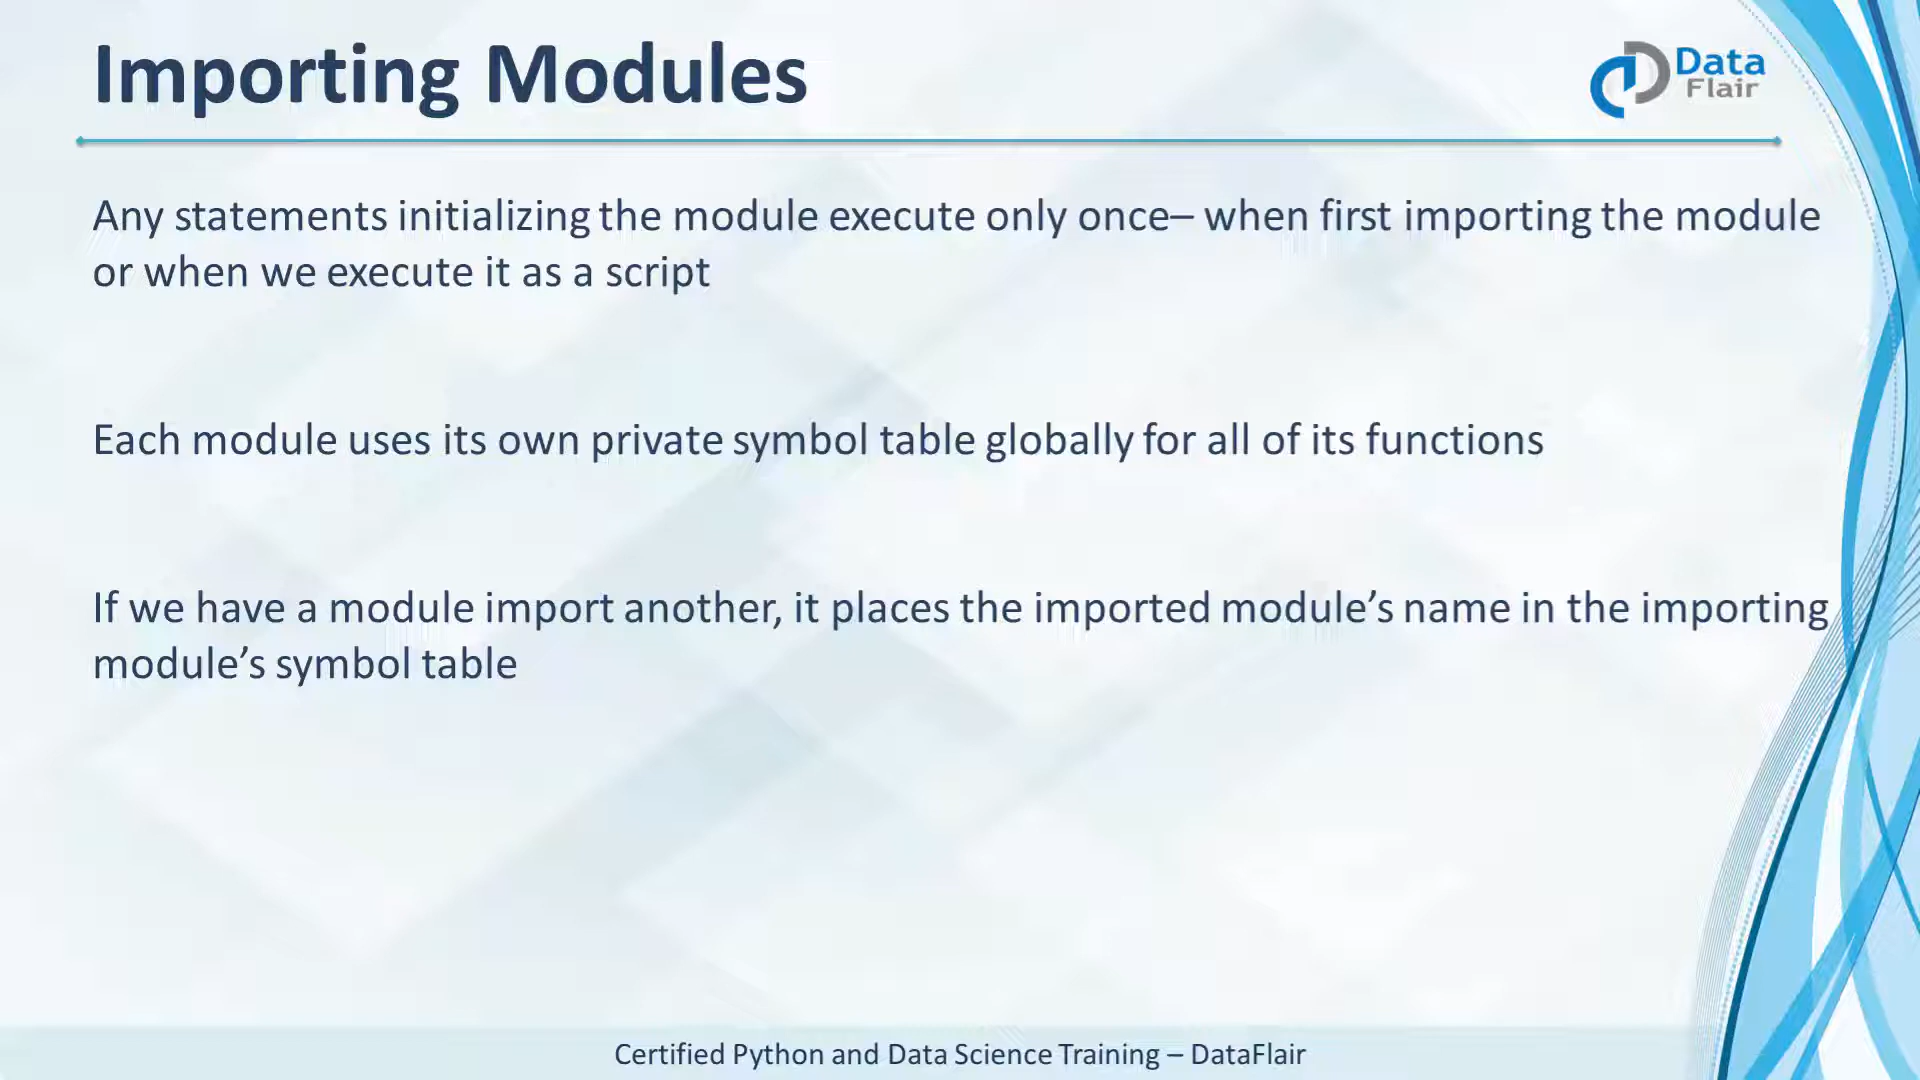 Importing Modules
Data
Flair
Any statements initializing the module execute only once– when first importing the module
or when we execute it as a script
Each module uses its own private symbol table globally for all of its functions
If we have a module import another, it places the imported module’s name in the importing
module’s symbol table
Certified Python and Data Science Training – DataFlair